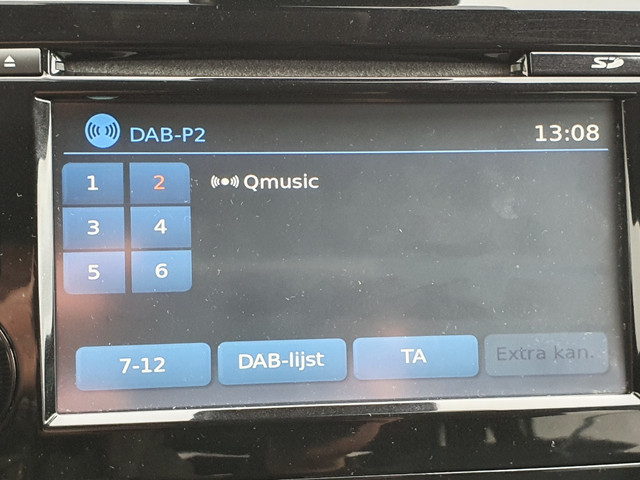 SD
DAB-P2 13:08
1 2 Qmusic
3 4
5 6
7-12 DAB-lijst TA Extra kan.